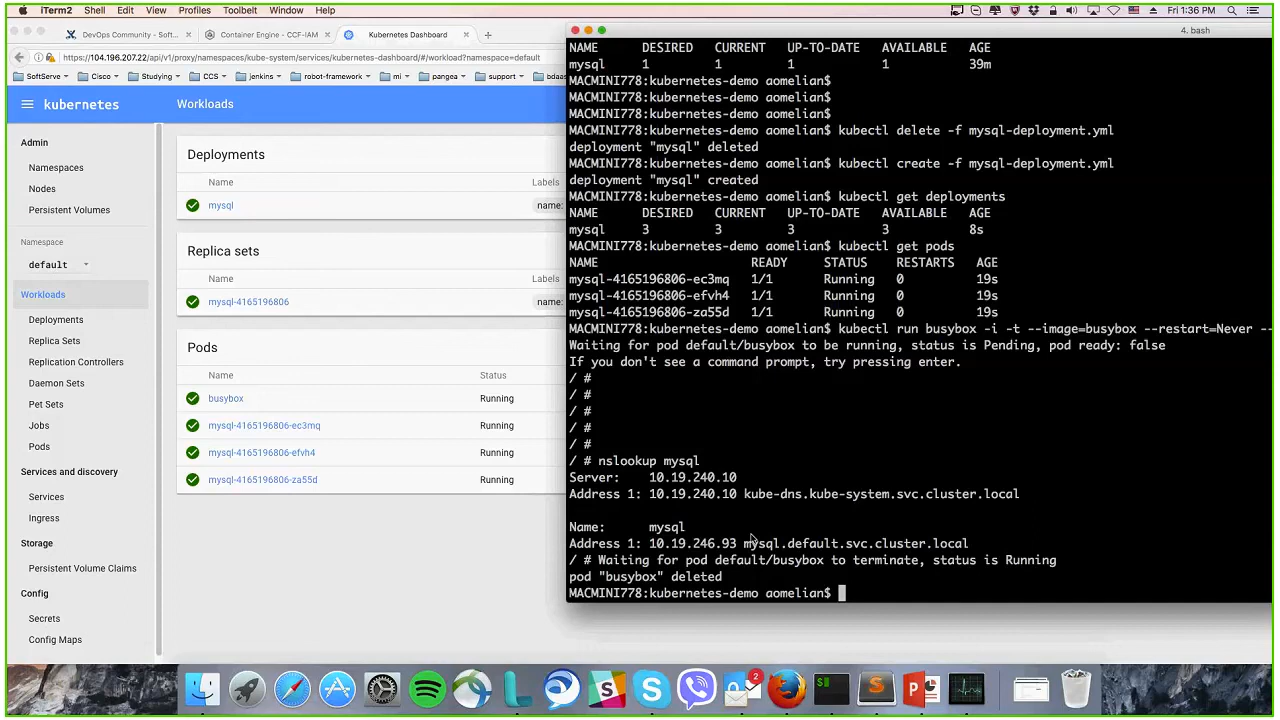 iTerm2 Shell Edit View Profiles Toolbelt Window Help Fri 1:36 PM
DevOps Community - Soft...
Container Engine - CCF-IAM
Kubernetes Dashboard
https://104.196.207.22/api/v1/proxy/namespaces/kube-system/services/kubernetes-dashboard/#/workload?namespace=default
SoftServe Cisco Studying CCS jenkins robot-framework mi pangea support bdaas
kubernetes
Workloads
Admin
Namespaces
Nodes
Persistent Volumes
Namespace
default
Workloads
Deployments
Replica Sets
Replication Controllers
Daemon Sets
Pet Sets
Jobs
Pods
Services and discovery
Services
Ingress
Storage
Persistent Volume Claims
Config
Secrets
Config Maps
Deployments
Name Labels
mysql name:
Replica sets
Name Labels
mysql-4165196806 name:
Pods
Name Status
busybox Running
mysql-4165196806-ec3mq Running
mysql-4165196806-efvh4 Running
mysql-4165196806-za55d Running
4. bash
NAME DESIRED CURRENT UP-TO-DATE AVAILABLE AGE
mysql 1 1 1 1 39m
MACMINI778:kubernetes-demo aomelian$
MACMINI778:kubernetes-demo aomelian$
MACMINI778:kubernetes-demo aomelian$
MACMINI778:kubernetes-demo aomelian$ kubectl delete -f mysql-deployment.yml
deployment "mysql" deleted
MACMINI778:kubernetes-demo aomelian$ kubectl create -f mysql-deployment.yml
deployment "mysql" created
MACMINI778:kubernetes-demo aomelian$ kubectl get deployments
NAME DESIRED CURRENT UP-TO-DATE AVAILABLE AGE
mysql 3 3 3 3 8s
MACMINI778:kubernetes-demo aomelian$ kubectl get pods
NAME READY STATUS RESTARTS AGE
mysql-4165196806-ec3mq 1/1 Running 0 19s
mysql-4165196806-efvh4 1/1 Running 0 19s
mysql-4165196806-za55d 1/1 Running 0 19s
MACMINI778:kubernetes-demo aomelian$ kubectl run busybox -i -t --image=busybox --restart=Never --
Waiting for pod default/busybox to be running, status is Pending, pod ready: false
If you don't see a command prompt, try pressing enter.
/ #
/ #
/ #
/ #
/ #
/ # nslookup mysql
Server: 10.19.240.10
Address 1: 10.19.240.10 kube-dns.kube-system.svc.cluster.local
Name: mysql
Address 1: 10.19.246.93 mysql.default.svc.cluster.local
/ # Waiting for pod default/busybox to terminate, status is Running
pod "busybox" deleted
MACMINI778:kubernetes-demo aomelian$
2